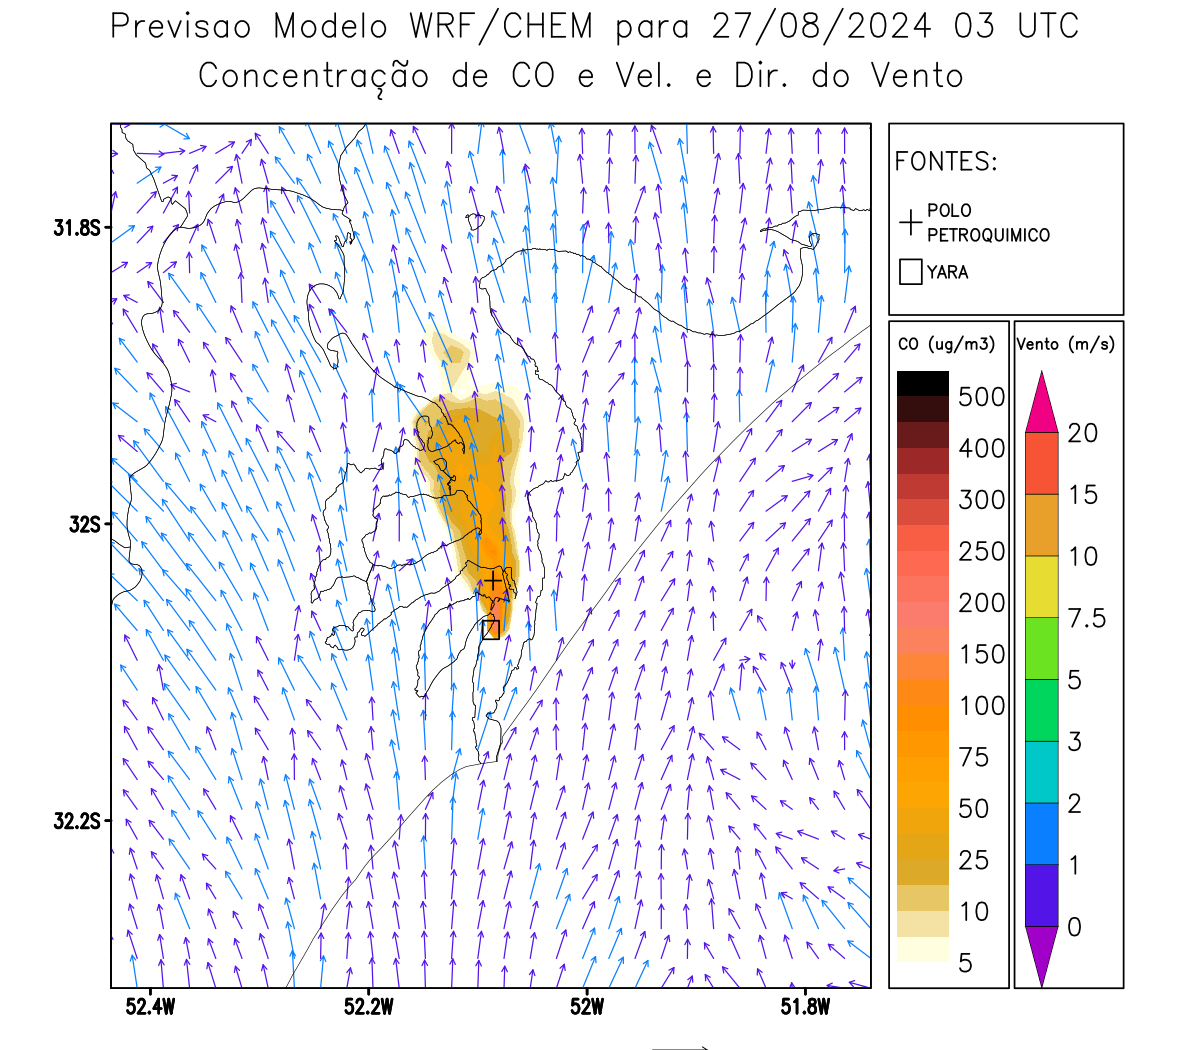 Previsao Modelo WRF/CHEM para 27/08/2024 03 UTC
Concentração de CO e Vel. e Dir. do Vento
FONTES:
POLO
PETROQUIMICO
YARA
CO (ug/m3)
500
400
300
250
200
150
100
75
50
25
10
5
Vento (m/s)
20
15
10
7.5
5
3
2
1
0
31.8S
32S
32.2S
52.4W
52.2W
52W
51.8W